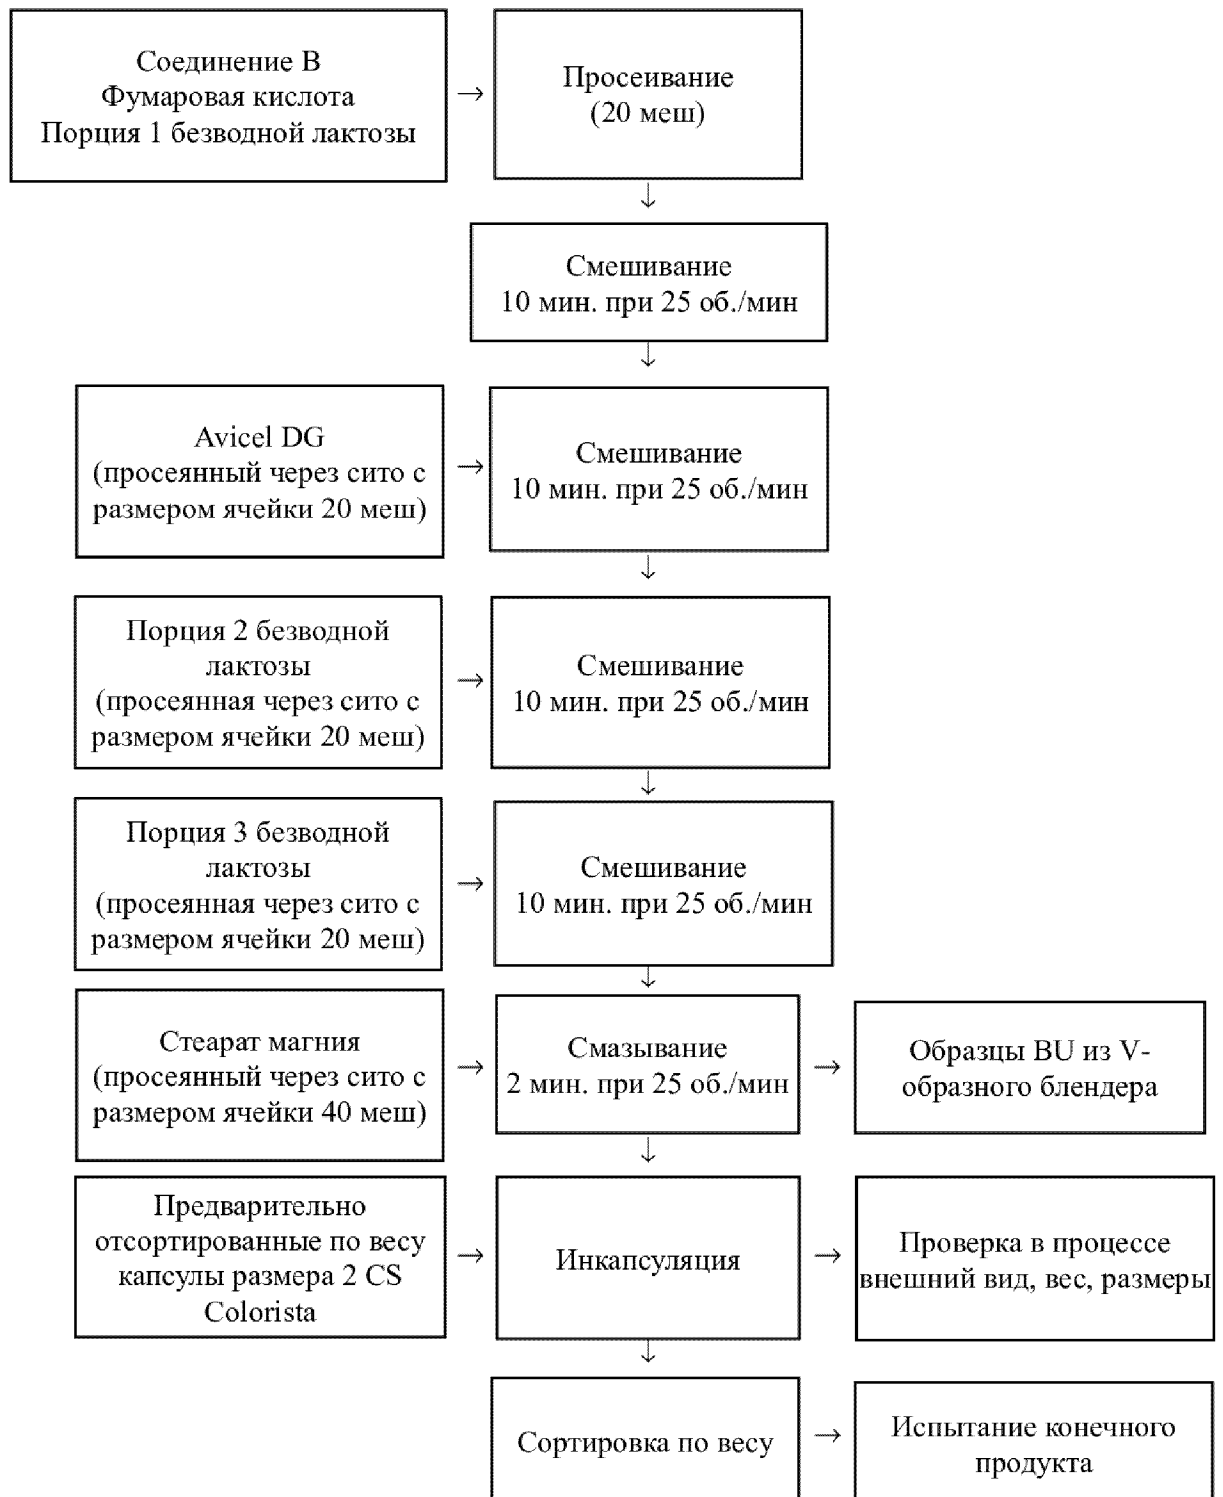 Соединение В
Фумаровая кислота
Порция 1 безводной лактозы
→
Просеивание
(20 меш)
↓
Смешивание
10 мин. при 25 об./мин
↓
Avicel DG
(просеянный через сито с
размером ячейки 20 меш)
→
Смешивание
10 мин. при 25 об./мин
↓
Порция 2 безводной
лактозы
(просеянная через сито с
размером ячейки 20 меш)
→
Смешивание
10 мин. при 25 об./мин
↓
Порция 3 безводной
лактозы
(просеянная через сито с
размером ячейки 20 меш)
→
Смешивание
10 мин. при 25 об./мин
↓
Стеарат магния
(просеянный через сито с
размером ячейки 40 меш)
→
Смазывание
2 мин. при 25 об./мин
→
Образцы BU из V-
образного блендера
↓
Предварительно
отсортированные по весу
капсулы размера 2 CS
Colorista
→
Инкапсуляция
→
Проверка в процессе
внешний вид, вес, размеры
↓
Сортировка по весу
→
Испытание конечного
продукта